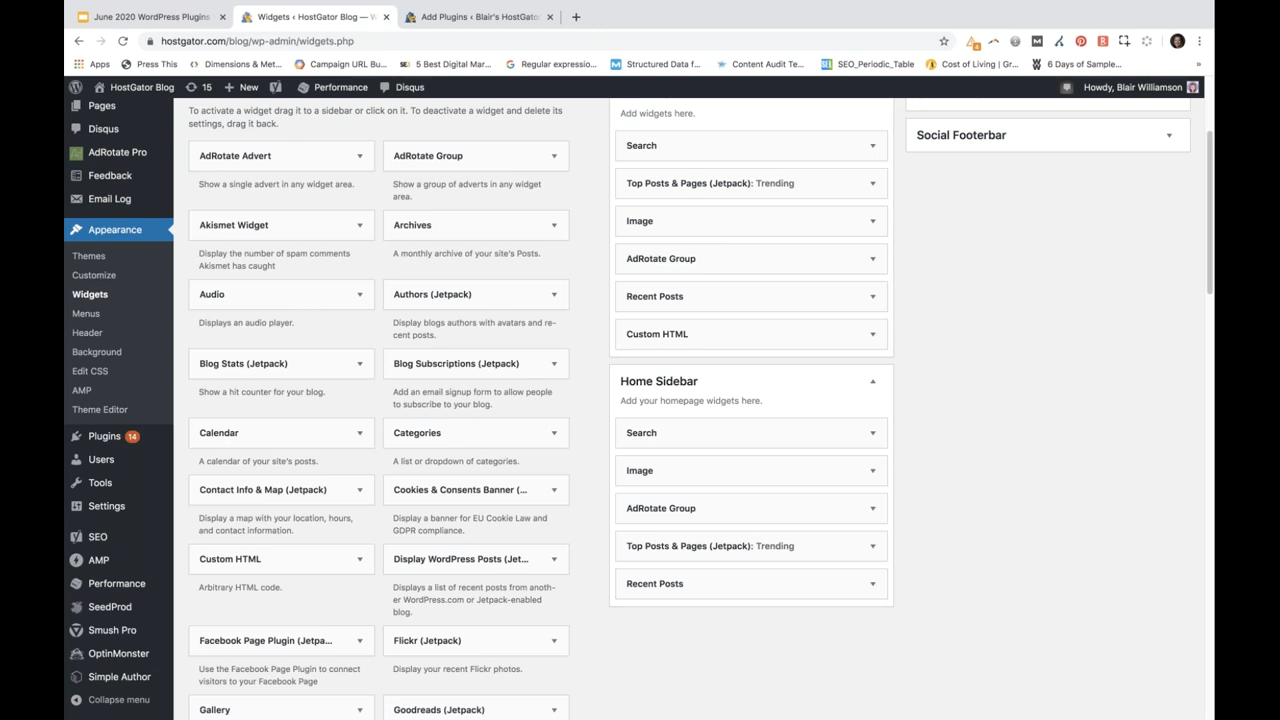 June 2020 WordPress Plugins
Widgets ‹ HostGator Blog — W
Add Plugins ‹ Blair's HostGato
hostgator.com/blog/wp-admin/widgets.php
Apps
Press This
Dimensions & Met...
Campaign URL Bu...
5 Best Digital Mar...
Regular expressio...
Structured Data f...
Content Audit Te...
SEO_Periodic_Table
Cost of Living | Gr...
6 Days of Sample...
HostGator Blog
15
New
Performance
Disqus
Howdy, Blair Williamson
Pages
Disqus
AdRotate Pro
Feedback
Email Log
Appearance
Themes
Customize
Widgets
Menus
Header
Background
Edit CSS
AMP
Theme Editor
Plugins 14
Users
Tools
Settings
SEO
AMP
Performance
SeedProd
Smush Pro
OptinMonster
Simple Author
Collapse menu
To activate a widget drag it to a sidebar or click on it. To deactivate a widget and delete its
settings, drag it back.
AdRotate Advert
Show a single advert in any widget area.
AdRotate Group
Show a group of adverts in any widget
area.
Akismet Widget
Display the number of spam comments
Akismet has caught
Archives
A monthly archive of your site's Posts.
Audio
Displays an audio player.
Authors (Jetpack)
Display blogs authors with avatars and re-
cent posts.
Blog Stats (Jetpack)
Show a hit counter for your blog.
Blog Subscriptions (Jetpack)
Add an email signup form to allow people
to subscribe to your blog.
Calendar
A calendar of your site's posts.
Categories
A list or dropdown of categories.
Contact Info & Map (Jetpack)
Display a map with your location, hours,
and contact information.
Cookies & Consents Banner (...
Display a banner for EU Cookie Law and
GDPR compliance.
Custom HTML
Arbitrary HTML code.
Display WordPress Posts (Jet...
Displays a list of recent posts from anoth-
er WordPress.com or Jetpack-enabled
blog.
Facebook Page Plugin (Jetpa...
Use the Facebook Page Plugin to connect
visitors to your Facebook Page
Flickr (Jetpack)
Display your recent Flickr photos.
Gallery
Goodreads (Jetpack)
Add widgets here.
Search
Top Posts & Pages (Jetpack): Trending
Image
AdRotate Group
Recent Posts
Custom HTML
Home Sidebar
Add your homepage widgets here.
Search
Image
AdRotate Group
Top Posts & Pages (Jetpack): Trending
Recent Posts
Social Footerbar